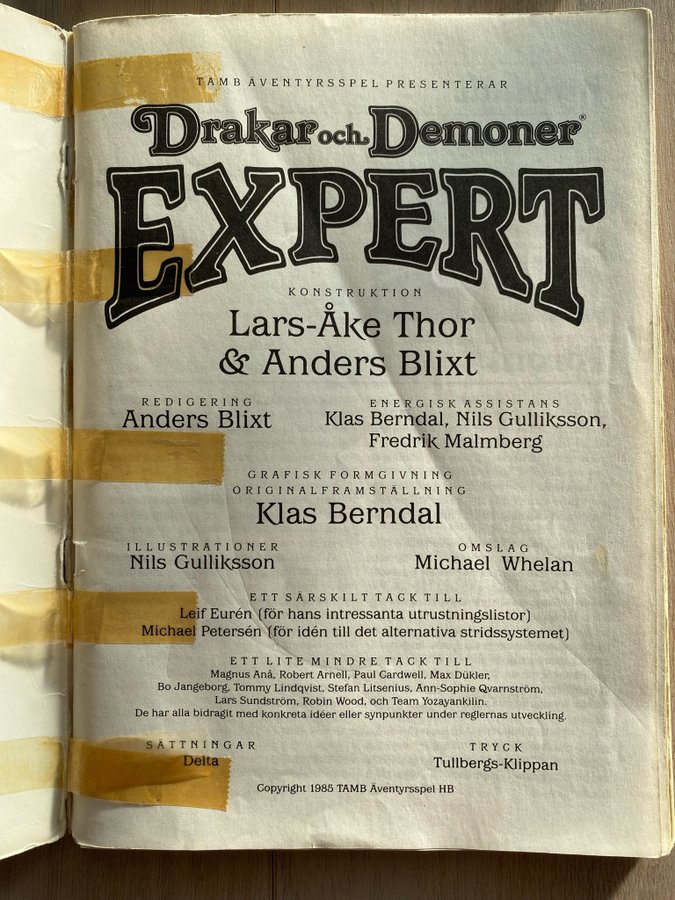 TAMB ÄVENTYRSSPEL PRESENTERAR
Drakar och Demoner®
EXPERT
KONSTRUKTION
Lars-Åke Thor
& Anders Blixt
REDIGERING
Anders Blixt
ENERGISK ASSISTANS
Klas Berndal, Nils Gulliksson,
Fredrik Malmberg
GRAFISK FORMGIVNING
ORIGINALFRAMSTÄLLNING
Klas Berndal
ILLUSTRATIONER
Nils Gulliksson
OMSLAG
Michael Whelan
ETT SÄRSKILT TACK TILL
Leif Eurén (för hans intressanta utrustningslistor)
Michael Petersén (för idén till det alternativa stridssystemet)
ETT LITE MINDRE TACK TILL
Magnus Anå, Robert Arnell, Paul Cardwell, Max Dükler,
Bo Jangeborg, Tommy Lindqvist, Stefan Litsenius, Ann-Sophie Qvarnström,
Lars Sundström, Robin Wood, och Team Yozayankilin.
De har alla bidragit med konkreta idéer eller synpunkter under reglernas utveckling.
SÄTTNINGAR
Delta
TRYCK
Tullbergs-Klippan
Copyright 1985 TAMB Äventyrsspel HB